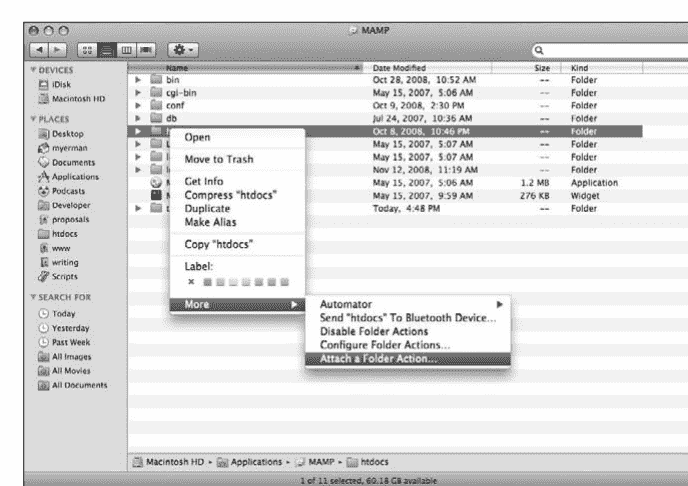 MAMP
Name Date Modified Size Kind
bin Oct 28, 2008, 10:52 AM -- Folder
cgi-bin May 15, 2007, 5:06 AM -- Folder
conf Oct 9, 2008, 2:30 PM -- Folder
db Jul 24, 2007, 10:36 AM -- Folder
Oct 8, 2008, 10:46 PM -- Folder
May 15, 2007, 5:07 AM -- Folder
May 15, 2007, 5:07 AM -- Folder
Nov 12, 2008, 11:19 AM -- Folder
May 15, 2007, 5:06 AM 1.2 MB Application
May 15, 2007, 9:59 AM 276 KB Widget
Today, 4:48 PM -- Folder
DEVICES
iDisk
Macintosh HD
PLACES
Desktop
myerman
Documents
Applications
Podcasts
Developer
proposals
htdocs
www
writing
Scripts
SEARCH FOR
Today
Yesterday
Past Week
All Images
All Movies
All Documents
Open
Move to Trash
Get Info
Compress "htdocs"
Duplicate
Make Alias
Copy "htdocs"
Label:
×
More
Automator
Send "htdocs" To Bluetooth Device...
Disable Folder Actions
Configure Folder Actions...
Attach a Folder Action...
Macintosh HD ▸ Applications ▸ MAMP ▸ htdocs
1 of 11 selected, 60.18 GB available